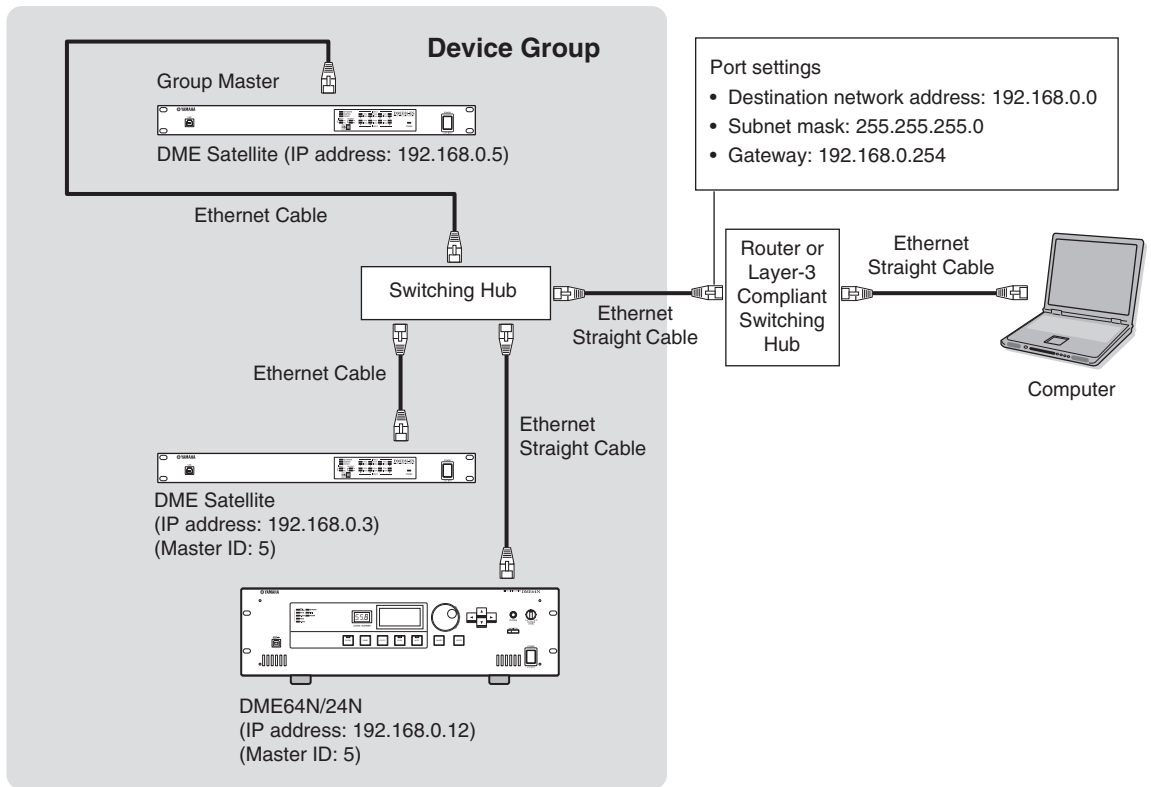 Device Group
Group Master
YAMAHA
DME Satellite (IP address: 192.168.0.5)
Ethernet Cable
Port settings
• Destination network address: 192.168.0.0
• Subnet mask: 255.255.255.0
• Gateway: 192.168.0.254
Switching Hub
Ethernet
Straight Cable
Router or
Layer-3
Compliant
Switching
Hub
Ethernet
Straight Cable
Computer
Ethernet Cable
Ethernet
Straight Cable
YAMAHA
DME Satellite
(IP address: 192.168.0.3)
(Master ID: 5)
YAMAHA
DME64N
DME64N/24N
(IP address: 192.168.0.12)
(Master ID: 5)